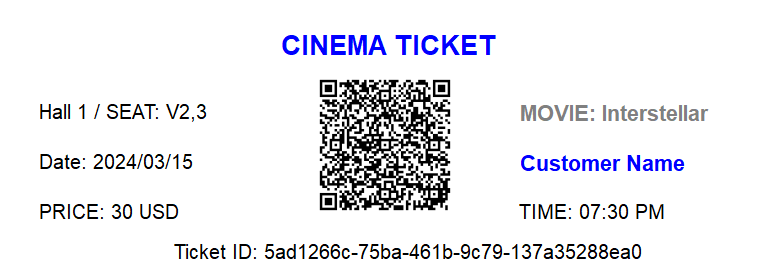 CINEMA TICKET
Hall 1 / SEAT: V2,3
MOVIE: Interstellar
Date: 2024/03/15
Customer Name
PRICE: 30 USD
TIME: 07:30 PM
Ticket ID: 5ad1266c-75ba-461b-9c79-137a35288ea0